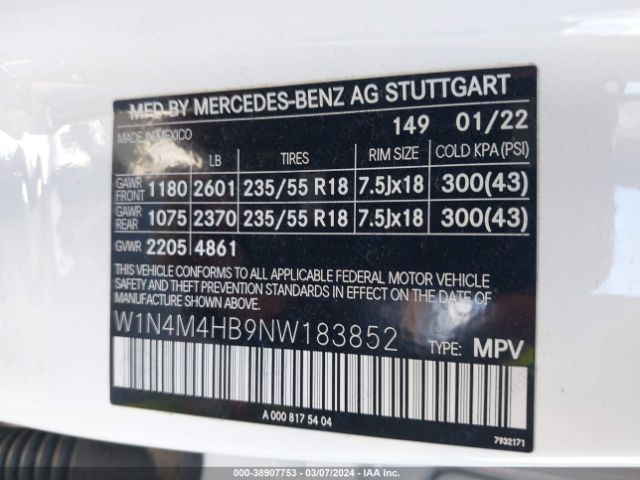 MFD BY MERCEDES-BENZ AG STUTTGART
MADE IN MEXICO 149 01/22
LB TIRES RIM SIZE COLD KPA (PSI)
GAWR FRONT 1180 2601 235/55 R18 7.5Jx18 300(43)
GAWR REAR 1075 2370 235/55 R18 7.5Jx18 300(43)
GVWR 2205 4861
THIS VEHICLE CONFORMS TO ALL APPLICABLE FEDERAL MOTOR VEHICLE
SAFETY AND THEFT PREVENTION STANDARDS IN EFFECT ON THE DATE
OF MANUFACTURE SHOWN ABOVE.
W1N4M4HB9NW183852 TYPE: MPV
A 000 817 54 04
7932171
000-38907753 - 03/07/2024 - IAA Inc.